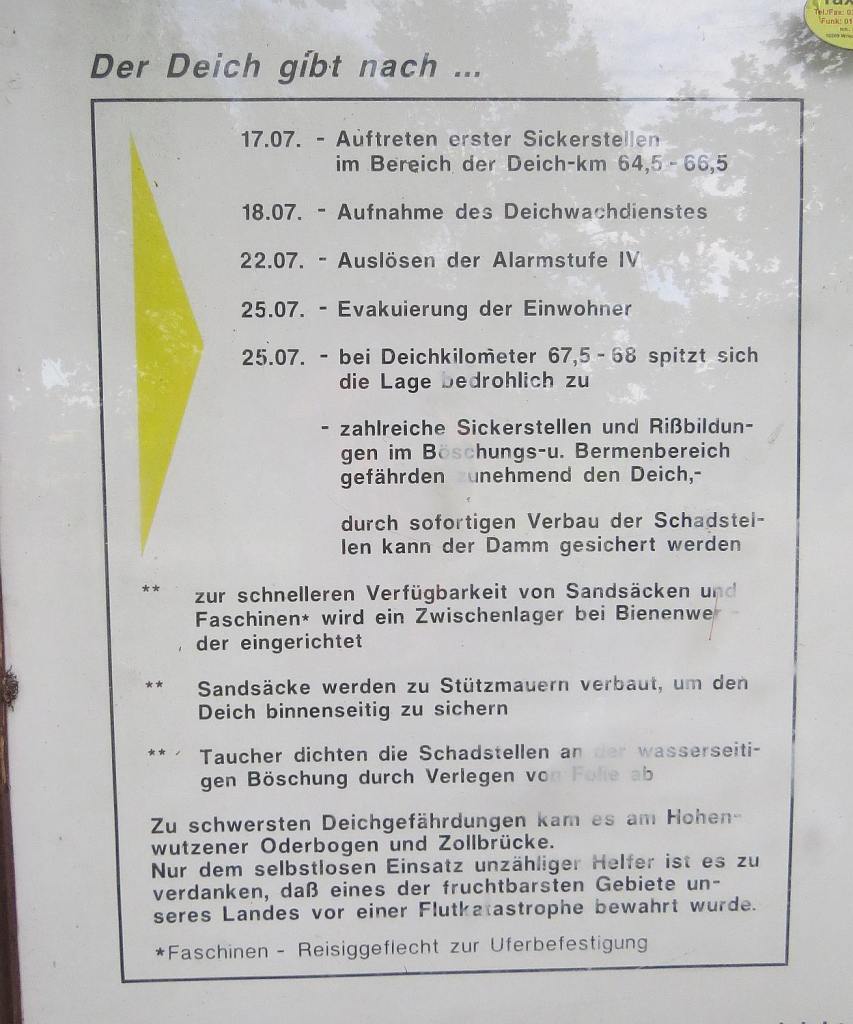 Tel./Fax: 0
Funk: 01
Der Deich gibt nach ...
17.07. - Auftreten erster Sickerstellen
im Bereich der Deich-km 64,5 - 66,5
18.07. - Aufnahme des Deichwachdienstes
22.07. - Auslösen der Alarmstufe IV
25.07. - Evakuierung der Einwohner
25.07. - bei Deichkilometer 67,5 - 68 spitzt sich
die Lage bedrohlich zu
- zahlreiche Sickerstellen und Rißbildun-
gen im Böschungs-u. Bermenbereich
gefährden zunehmend den Deich,-
durch sofortigen Verbau der Schadstel-
len kann der Damm gesichert werden
** zur schnelleren Verfügbarkeit von Sandsäcken und
Faschinen* wird ein Zwischenlager bei Bienenwer-
der eingerichtet
** Sandsäcke werden zu Stützmauern verbaut, um den
Deich binnenseitig zu sichern
** Taucher dichten die Schadstellen an der wasserseiti-
gen Böschung durch Verlegen von Folie ab
Zu schwersten Deichgefährdungen kam es am Hohen-
wutzener Oderbogen und Zollbrücke.
Nur dem selbstlosen Einsatz unzähliger Helfer ist es zu
verdanken, daß eines der fruchtbarsten Gebiete un-
seres Landes vor einer Flutkatastrophe bewahrt wurde.
*Faschinen - Reisiggeflecht zur Uferbefestigung